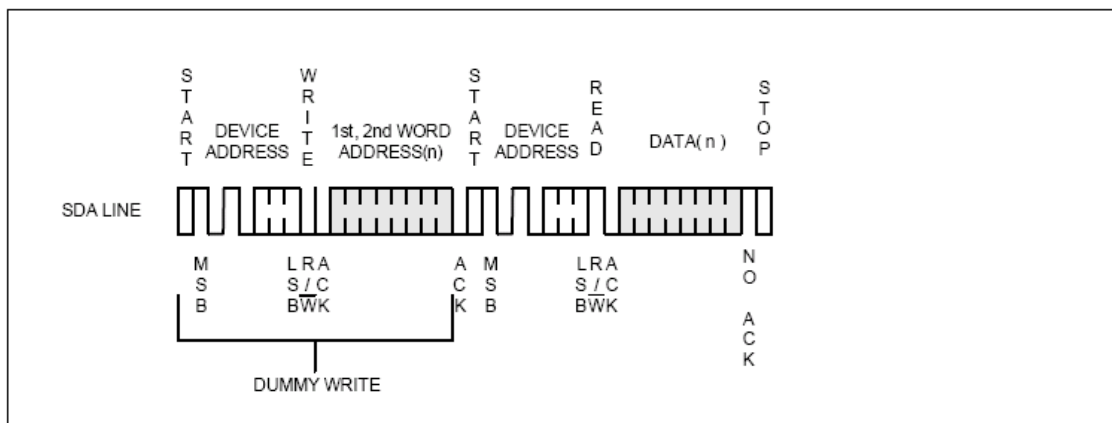 START
DEVICE ADDRESS
WRITE
1st, 2nd WORD ADDRESS(n)
START
DEVICE ADDRESS
READ
DATA( n )
STOP
SDA LINE
MSB
LSB
R/W
ACK
ACK
MSB
LSB
R/W
ACK
NO ACK
DUMMY WRITE